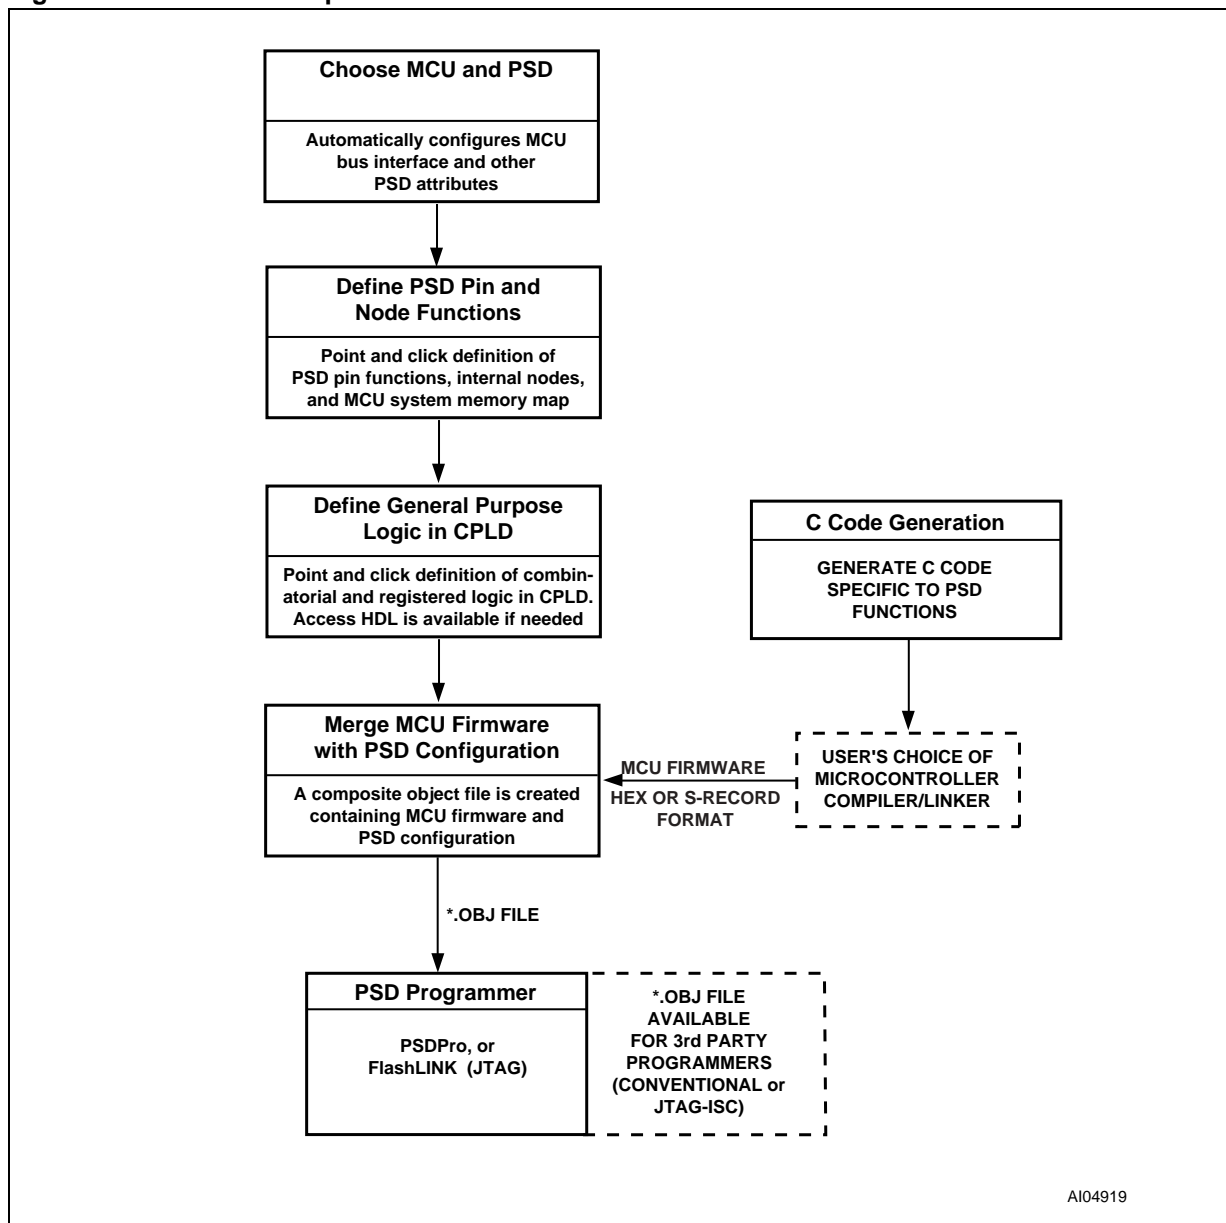 Choose MCU and PSD
Automatically configures MCU
bus interface and other
PSD attributes
Define PSD Pin and
Node Functions
Point and click definition of
PSD pin functions, internal nodes,
and MCU system memory map
Define General Purpose
Logic in CPLD
Point and click definition of combin-
atorial and registered logic in CPLD.
Access HDL is available if needed
C Code Generation
GENERATE C CODE
SPECIFIC TO PSD
FUNCTIONS
Merge MCU Firmware
with PSD Configuration
A composite object file is created
containing MCU firmware and
PSD configuration
MCU FIRMWARE
HEX OR S-RECORD
FORMAT
USER'S CHOICE OF
MICROCONTROLLER
COMPILER/LINKER
*.OBJ FILE
PSD Programmer
PSDPro, or
FlashLINK (JTAG)
*.OBJ FILE
AVAILABLE
FOR 3rd PARTY
PROGRAMMERS
(CONVENTIONAL or
JTAG-ISC)
AI04919